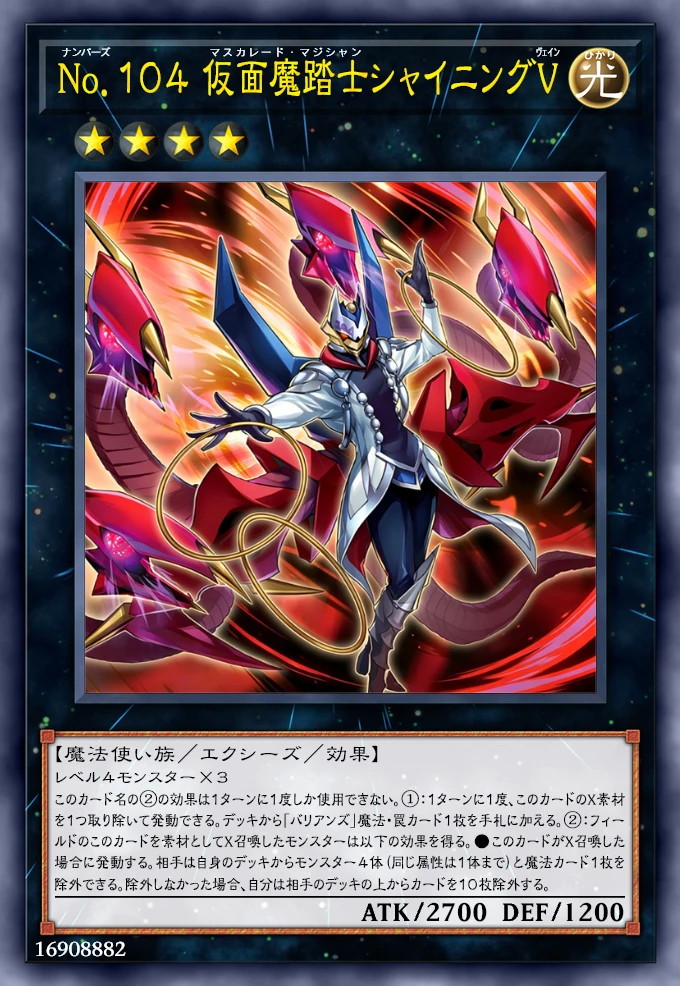 ナンバーズ マスカレード・マジシャン ヴェイン
No.104 仮面魔踏士シャイニングV
ひかり
光
【魔法使い族／エクシーズ／効果】
レベル4モンスター×3
このカード名の②の効果は1ターンに1度しか使用できない。①：1ターンに1度、このカードのX素材
を1つ取り除いて発動できる。デッキから「バリアンズ」魔法・罠カード1枚を手札に加える。②：フィー
ルドのこのカードを素材としてX召喚したモンスターは以下の効果を得る。●このカードがX召喚した
場合に発動する。相手は自身のデッキからモンスター4体（同じ属性は1体まで）と魔法カード1枚を
除外できる。除外しなかった場合、自分は相手のデッキの上からカードを10枚除外する。
ATK/2700 DEF/1200
16908882